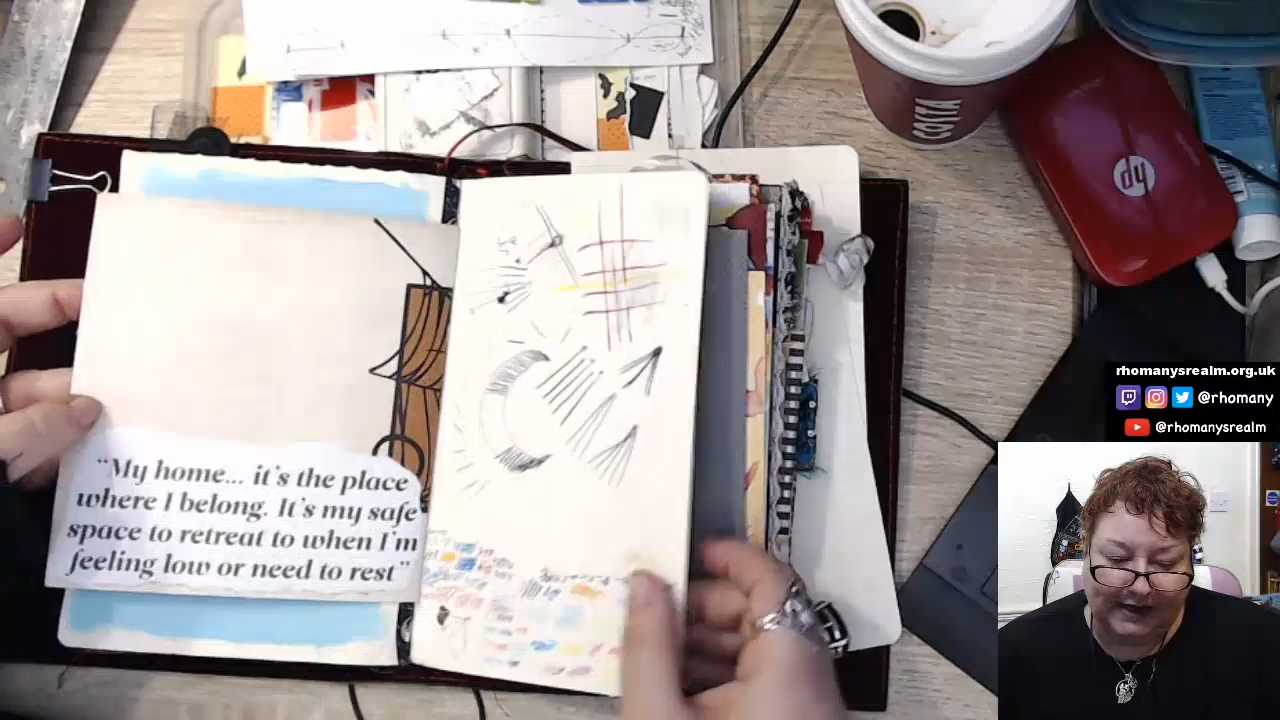 COSTA
hp
rhomanysrealm.org.uk
@rhomany
@rhomanysrealm
“My home... it's the place
where I belong. It's my safe
space to retreat to when I'm
feeling low or need to rest”